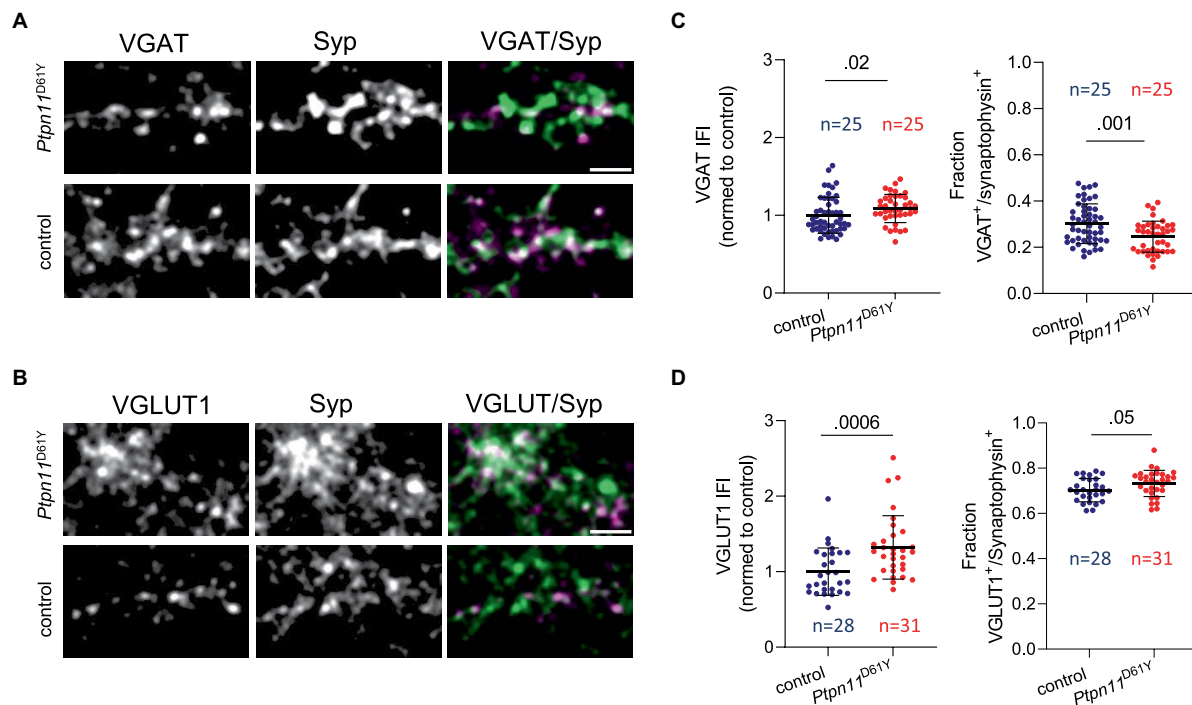 A
VGAT Syp VGAT/Syp
Ptpn11D61Y
control
C
VGAT IFI
(normed to control)
3
2
1
0
.02
n=25 n=25
control Ptpn11D61Y
Fraction
VGAT+/synaptophysin+
1.0
0.8
0.6
0.4
0.2
0.0
n=25 n=25
.001
control Ptpn11D61Y
B
VGLUT1 Syp VGLUT/Syp
Ptpn11D61Y
control
D
VGLUT1 IFI
(normed to control)
3
2
1
0
.0006
n=28 n=31
control Ptpn11D61Y
Fraction
VGLUT1+/Synaptophysin+
1.0
0.8
0.6
0.4
0.2
0.0
.05
n=28 n=31
control Ptpn11D61Y